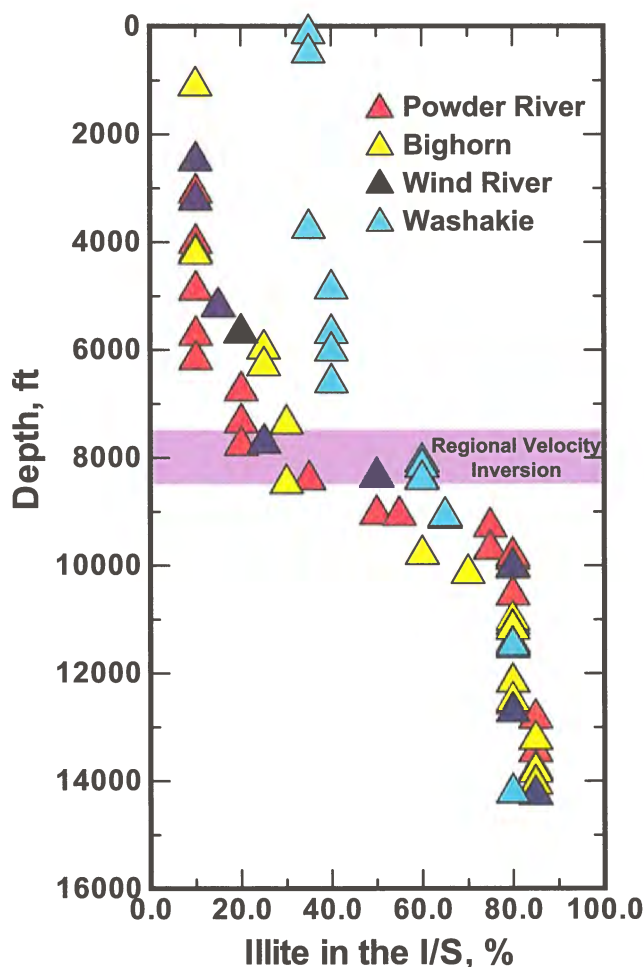 0
2000
4000
6000
8000
10000
12000
14000
16000
Depth, ft
Powder River
Bighorn
Wind River
Washakie
Regional Velocity
Inversion
0.0 20.0 40.0 60.0 80.0 100.0
Illite in the I/S, %